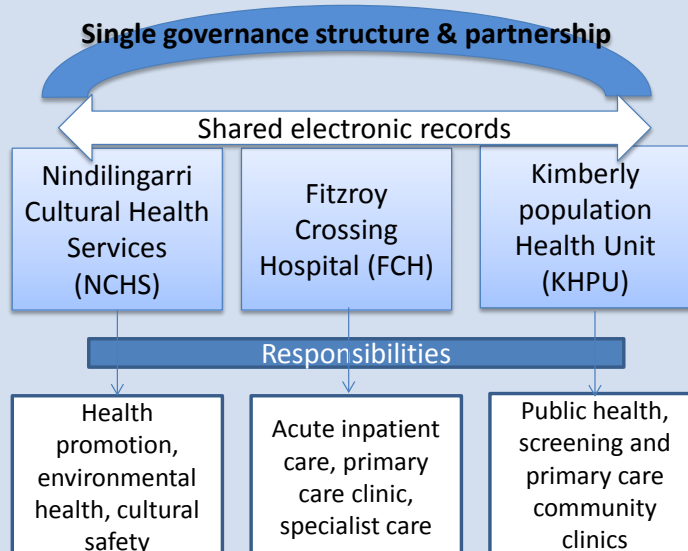 Single governance structure & partnership
Shared electronic records
Nindilingarri
Cultural Health
Services
(NCHS)
Fitzroy
Crossing
Hospital (FCH)
Kimberly
population
Health Unit
(KHPU)
Responsibilities
Health
promotion,
environmental
health, cultural
safety
Acute inpatient
care, primary
care clinic,
specialist care
Public health,
screening and
primary care
community
clinics